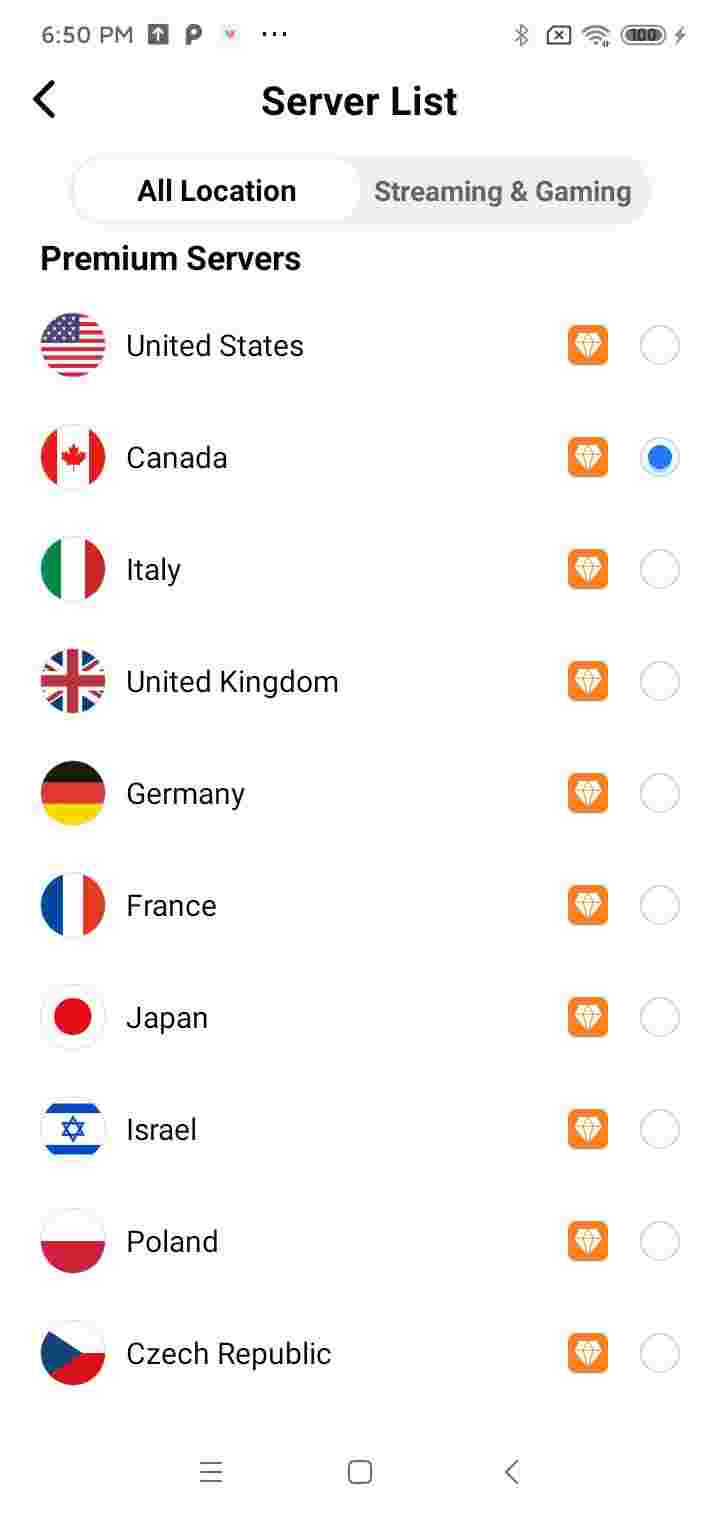 6:50 PM
100
Server List
All Location
Streaming & Gaming
Premium Servers
United States
Canada
Italy
United Kingdom
Germany
France
Japan
Israel
Poland
Czech Republic